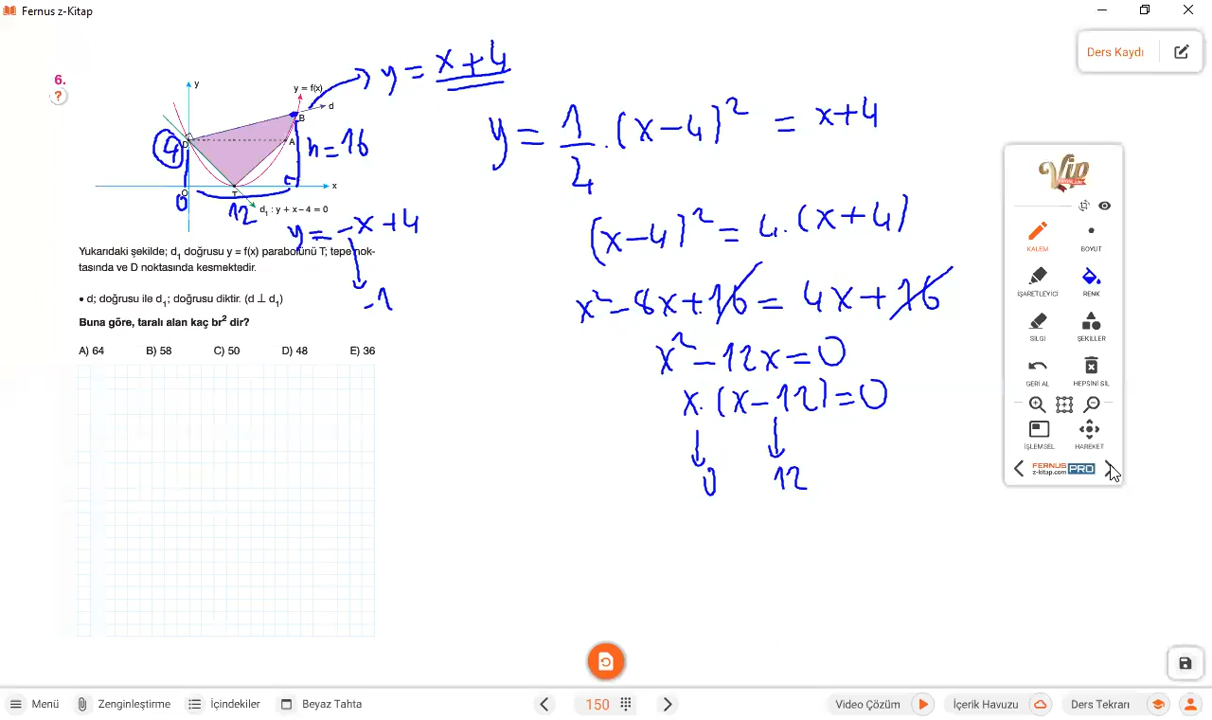 Fernus z-Kitap
Ders Kaydı
6.
?
y
y = f(x)
d
B
A
D
4
h = 16
x
O
0
T
12
d₁ : y + x – 4 = 0
y = x+4
y = -x+4
-1
Yukarıdaki şekilde; d₁ doğrusu y = f(x) parabolünü T; tepe nok-
tasında ve D noktasında kesmektedir.
• d; doğrusu ile d₁; doğrusu diktir. (d ⊥ d₁)
Buna göre, taralı alan kaç br² dir?
A) 64 B) 58 C) 50 D) 48 E) 36
y = 1/4 . (x-4)² = x+4
(x-4)² = 4.(x+4)
x² - 8x + 16 = 4x + 16
x² - 12x = 0
x.(x-12) = 0
0 12
Vip
KALEM BOYUT
İŞARETLEYİCİ RENK
SİLGİ ŞEKİLLER
GERİ AL HEPSİNİ SİL
İŞLEMSEL HAREKET
FERNUS PRO
z-kitap.com
Menü Zenginleştirme İçindekiler Beyaz Tahta 150 Video Çözüm İçerik Havuzu Ders Tekrarı